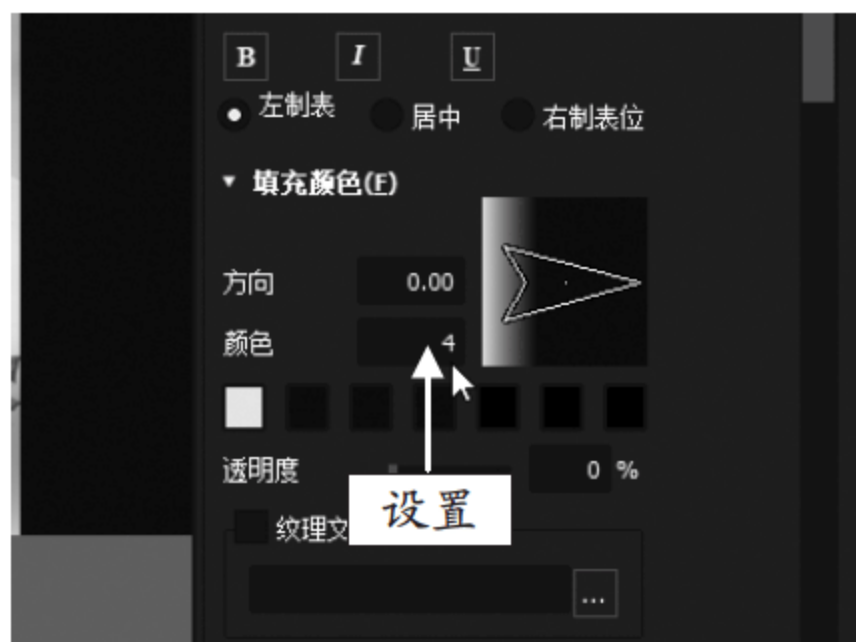 B I U
左制表 居中 右制表位
填充颜色(F)
方向 0.00
颜色 4
透明度 0 %
设置
纹理文
...